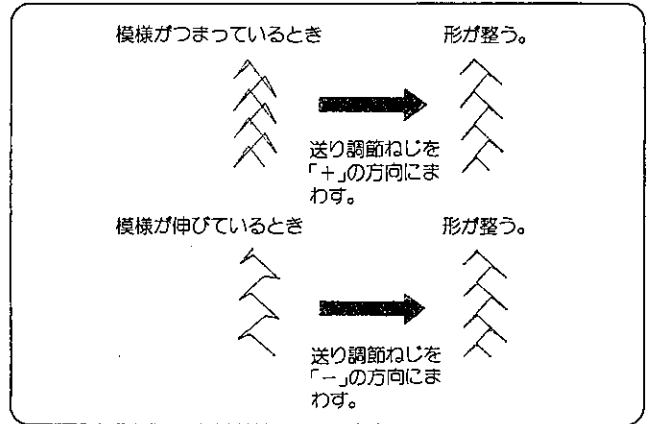 模様がつまっているとき
形が整う。
送り調節ねじを
「+」の方向にま
わす。
模様が伸びているとき
形が整う。
送り調節ねじを
「−」の方向にま
わす。